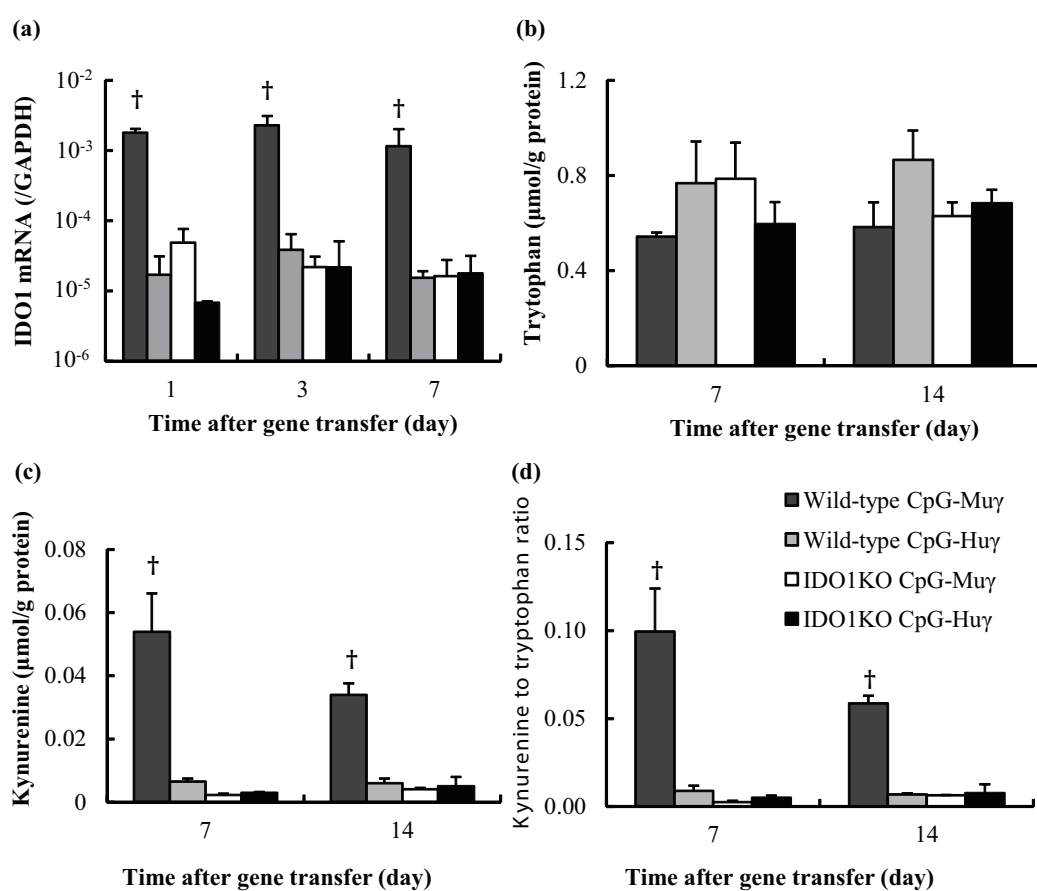 (a)
IDO1 mRNA (/GAPDH)
10-2
10-3
10-4
10-5
10-6
†
†
†
1
3
7
Time after gene transfer (day)
(b)
Trytophan (µmol/g protein)
1.2
0.8
0.4
0
7
14
Time after gene transfer (day)
(c)
Kynurenine (µmol/g protein)
0.08
0.06
0.04
0.02
0
†
†
7
14
Time after gene transfer (day)
(d)
Kynurenine to tryptophan ratio
0.15
0.10
0.05
0.00
†
†
Wild-type CpG-Muγ
Wild-type CpG-Huγ
IDO1KO CpG-Muγ
IDO1KO CpG-Huγ
7
14
Time after gene transfer (day)